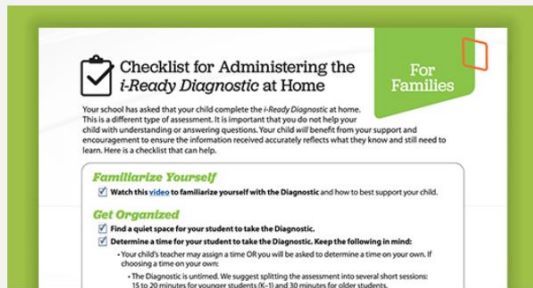 Checklist for Administering the
i-Ready Diagnostic at Home
For
Families
Your school has asked that your child complete the i-Ready Diagnostic at home.
This is a different type of assessment. It is important that you do not help your
child with understanding or answering questions. Your child will benefit from your support and
encouragement to ensure the information received accurately reflects what they know and still need to
learn. Here is a checklist that can help.
Familiarize Yourself
Watch this video to familiarize yourself with the Diagnostic and how to best support your child.
Get Organized
Find a quiet space for your student to take the Diagnostic.
Determine a time for your student to take the Diagnostic. Keep the following in mind:
• Your child's teacher may assign a time OR you will be asked to determine a time on your own. If
choosing a time on your own:
• The Diagnostic is untimed. We suggest splitting the assessment into several short sessions:
15 to 20 minutes for younger students (K–1) and 30 minutes for older students.